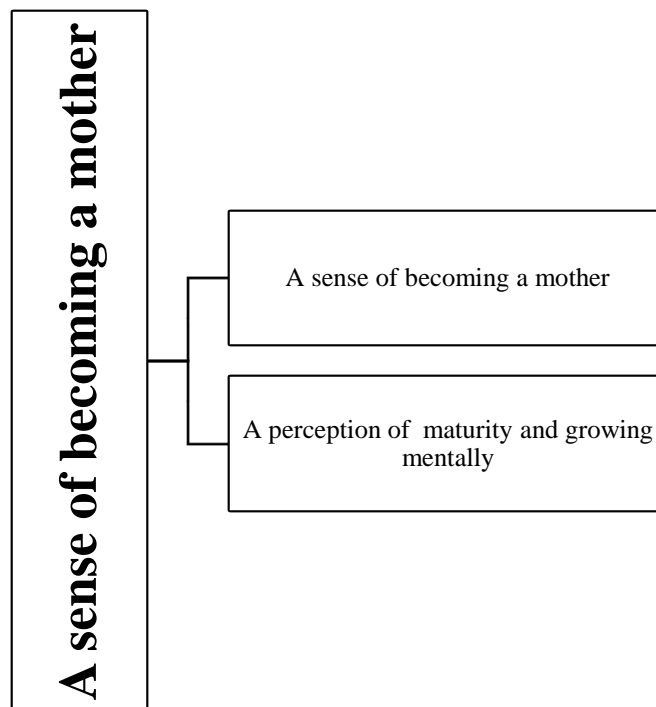 A sense of becoming a mother
A sense of becoming a mother
A perception of  maturity and growing
mentally